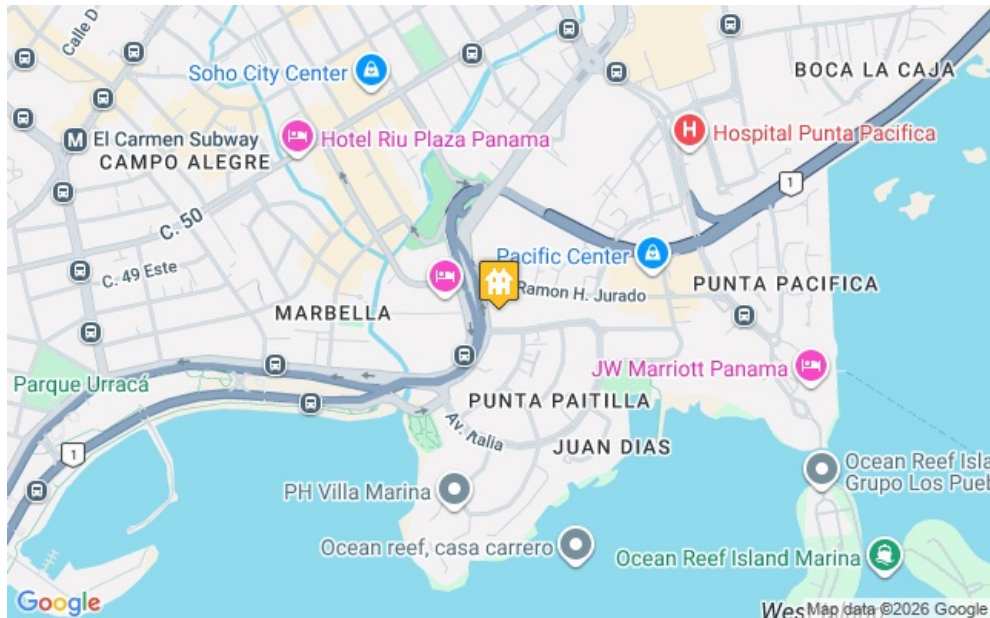 Calle D
Soho City Center
BOCA LA CAJA
M
El Carmen Subway
Hotel Riu Plaza Panama
H
Hospital Punta Pacifica
CAMPO ALEGRE
1
C. 50
Pacific Center
C. 49 Este
Ramon H. Jurado
PUNTA PACIFICA
MARBELLA
JW Marriott Panama
Parque Urracá
PUNTA PAITILLA
Av. Italia
JUAN DIAS
1
Ocean Reef Isla
Grupo Los Pueb
PH Villa Marina
Ocean reef, casa carrero
Ocean Reef Island Marina
Google
West
Map data ©2026 Google